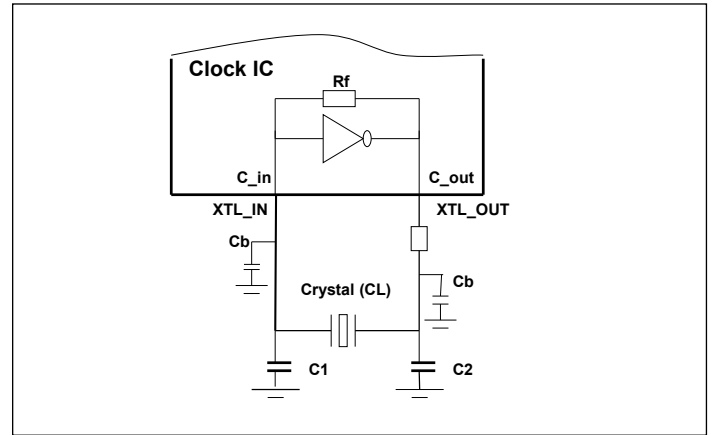 Clock IC
Rf
C_in
C_out
XTL_IN
XTL_OUT
Cb
Cb
Crystal (CL)
C1
C2